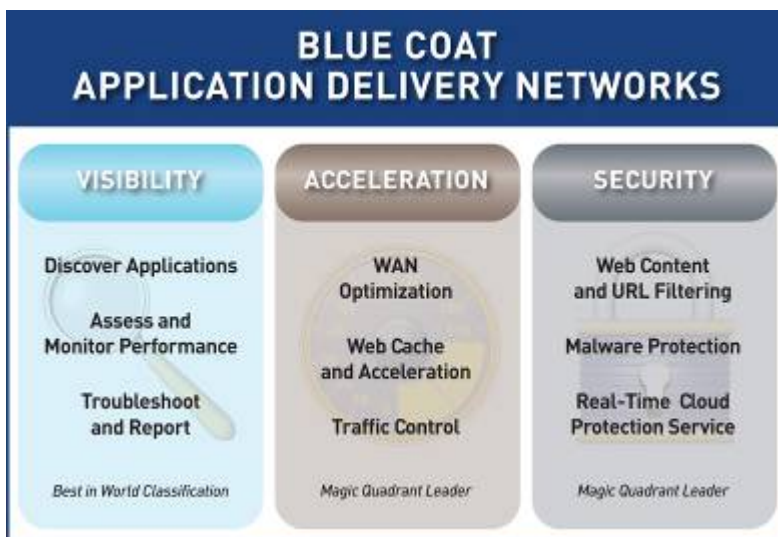 BLUE COAT
APPLICATION DELIVERY NETWORKS
VISIBILITY
Discover Applications
Assess and
Monitor Performance
Troubleshoot
and Report
Best in World Classification
ACCELERATION
WAN
Optimization
Web Cache
and Acceleration
Traffic Control
Magic Quadrant Leader
SECURITY
Web Content
and URL Filtering
Malware Protection
Real-Time Cloud
Protection Service
Magic Quadrant Leader